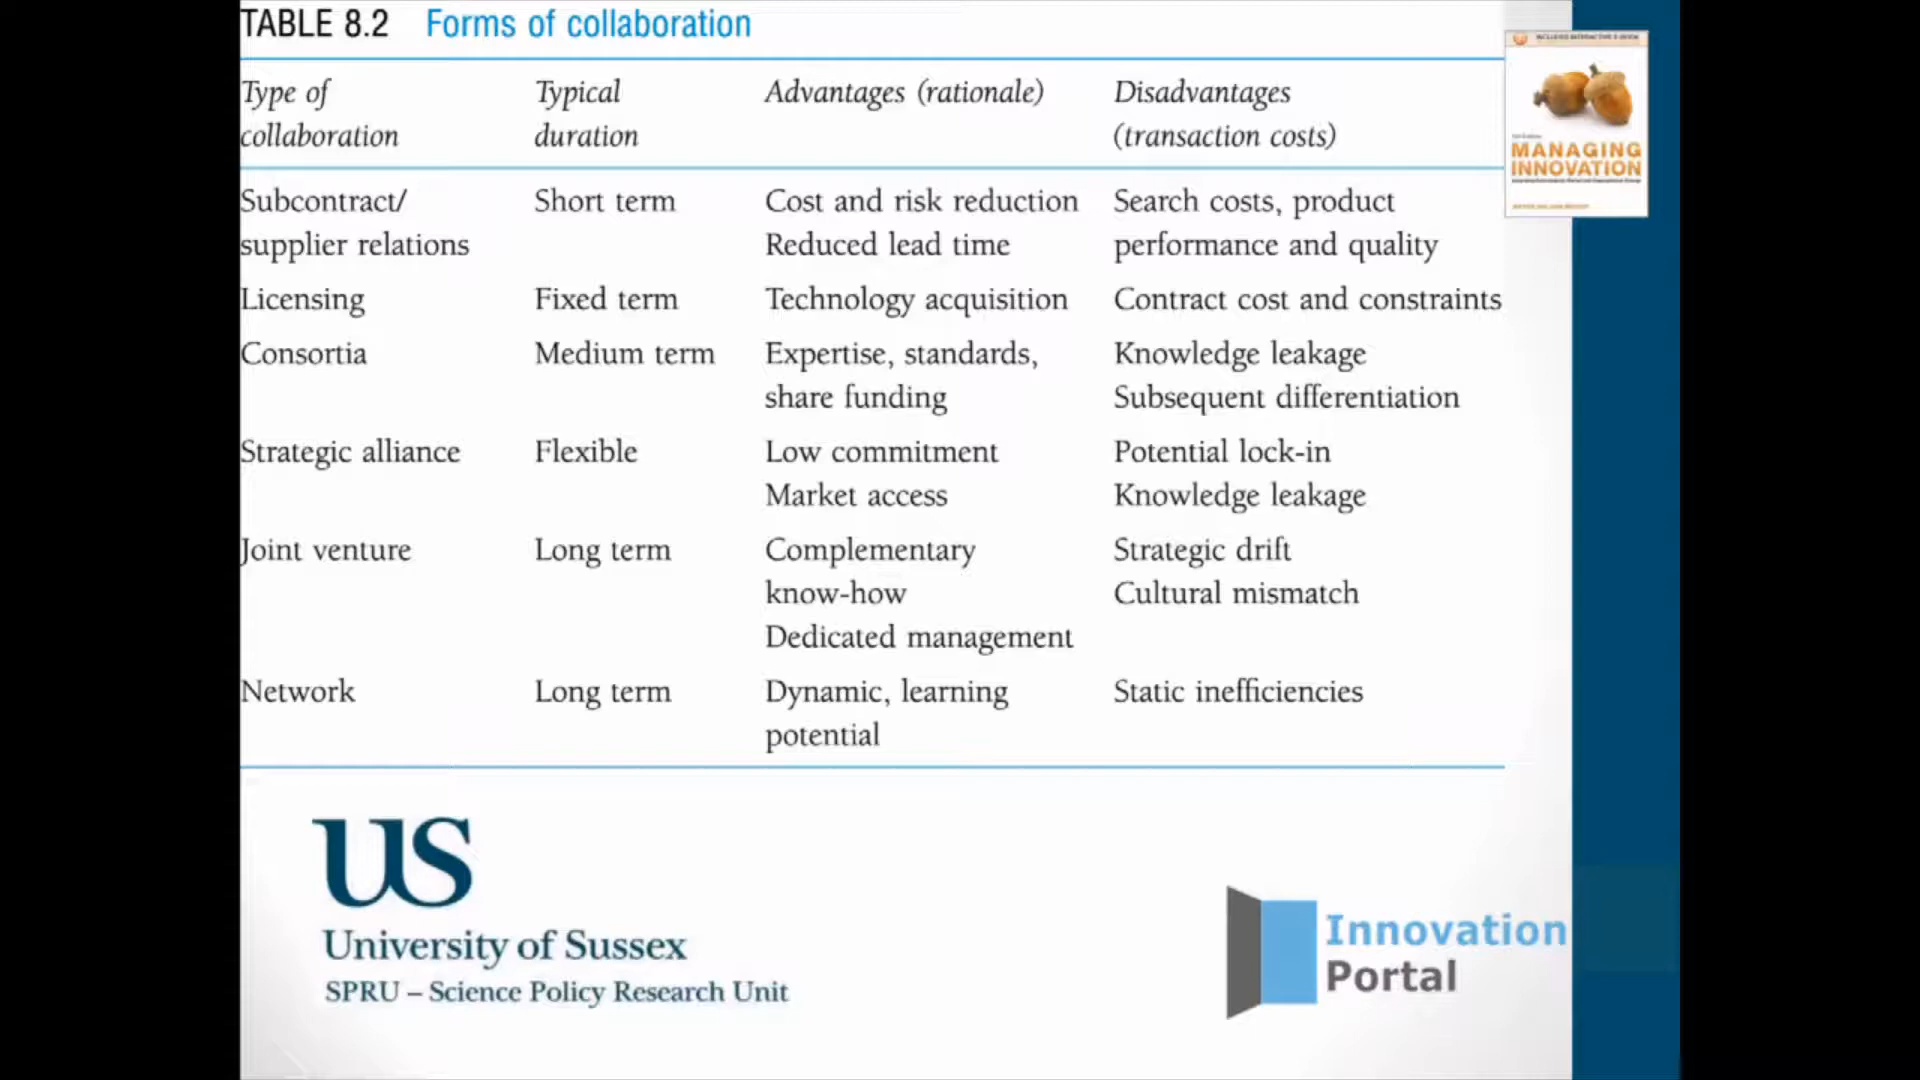 TABLE 8.2 Forms of collaboration
Type of collaboration Typical duration Advantages (rationale) Disadvantages (transaction costs)
Subcontract/ Short term Cost and risk reduction Search costs, product
supplier relations Reduced lead time performance and quality
Licensing Fixed term Technology acquisition Contract cost and constraints
Consortia Medium term Expertise, standards, Knowledge leakage
share funding Subsequent differentiation
Strategic alliance Flexible Low commitment Potential lock-in
Market access Knowledge leakage
Joint venture Long term Complementary Strategic drift
know-how Cultural mismatch
Dedicated management
Network Long term Dynamic, learning Static inefficiencies
potential
MANAGING
INNOVATION
US
University of Sussex
SPRU – Science Policy Research Unit
Innovation
Portal